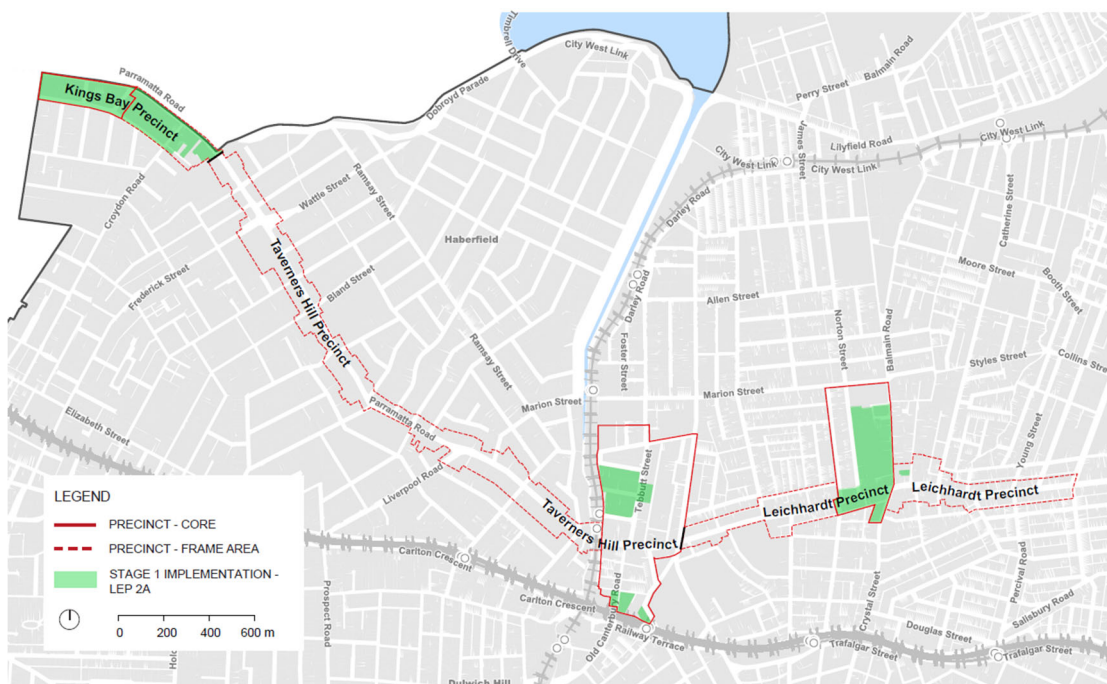 Timbrell Drive
City West Link
Balmain Road
Perry Street
Parramatta Road
Kings Bay Precinct
Dobroyd Parade
James Street
Lilyfield Road
City West Link
City West Link
City West Link
Croydon Road
Wattle Street
Ramsay Street
Darley Road
Catherine Street
Haberfield
Moore Street
Booth Street
Taverners Hill Precinct
Bland Street
Frederick Street
Darley Road
Allen Street
Norton Street
Balmain Road
Foster Street
Ramsay Street
Styles Street
Collins Stre
Marion Street
Marion Street
Elizabeth Street
Parramatta Road
Young Street
Tebbutt Street
Liverpool Road
Leichhardt Precinct
Leichhardt Precinct
Taverners Hill Precinct
LEGEND
PRECINCT - CORE
PRECINCT - FRAME AREA
STAGE 1 IMPLEMENTATION -
LEP 2A
0 200 400 600 m
Carlton Crescent
Carlton Crescent
Prospect Road
Old Canterbury Road
Railway Terrace
Crystal Street
Percival Road
Salisbury Road
Douglas Street
Trafalgar Street
Trafalgar Street
Dulwich Hill